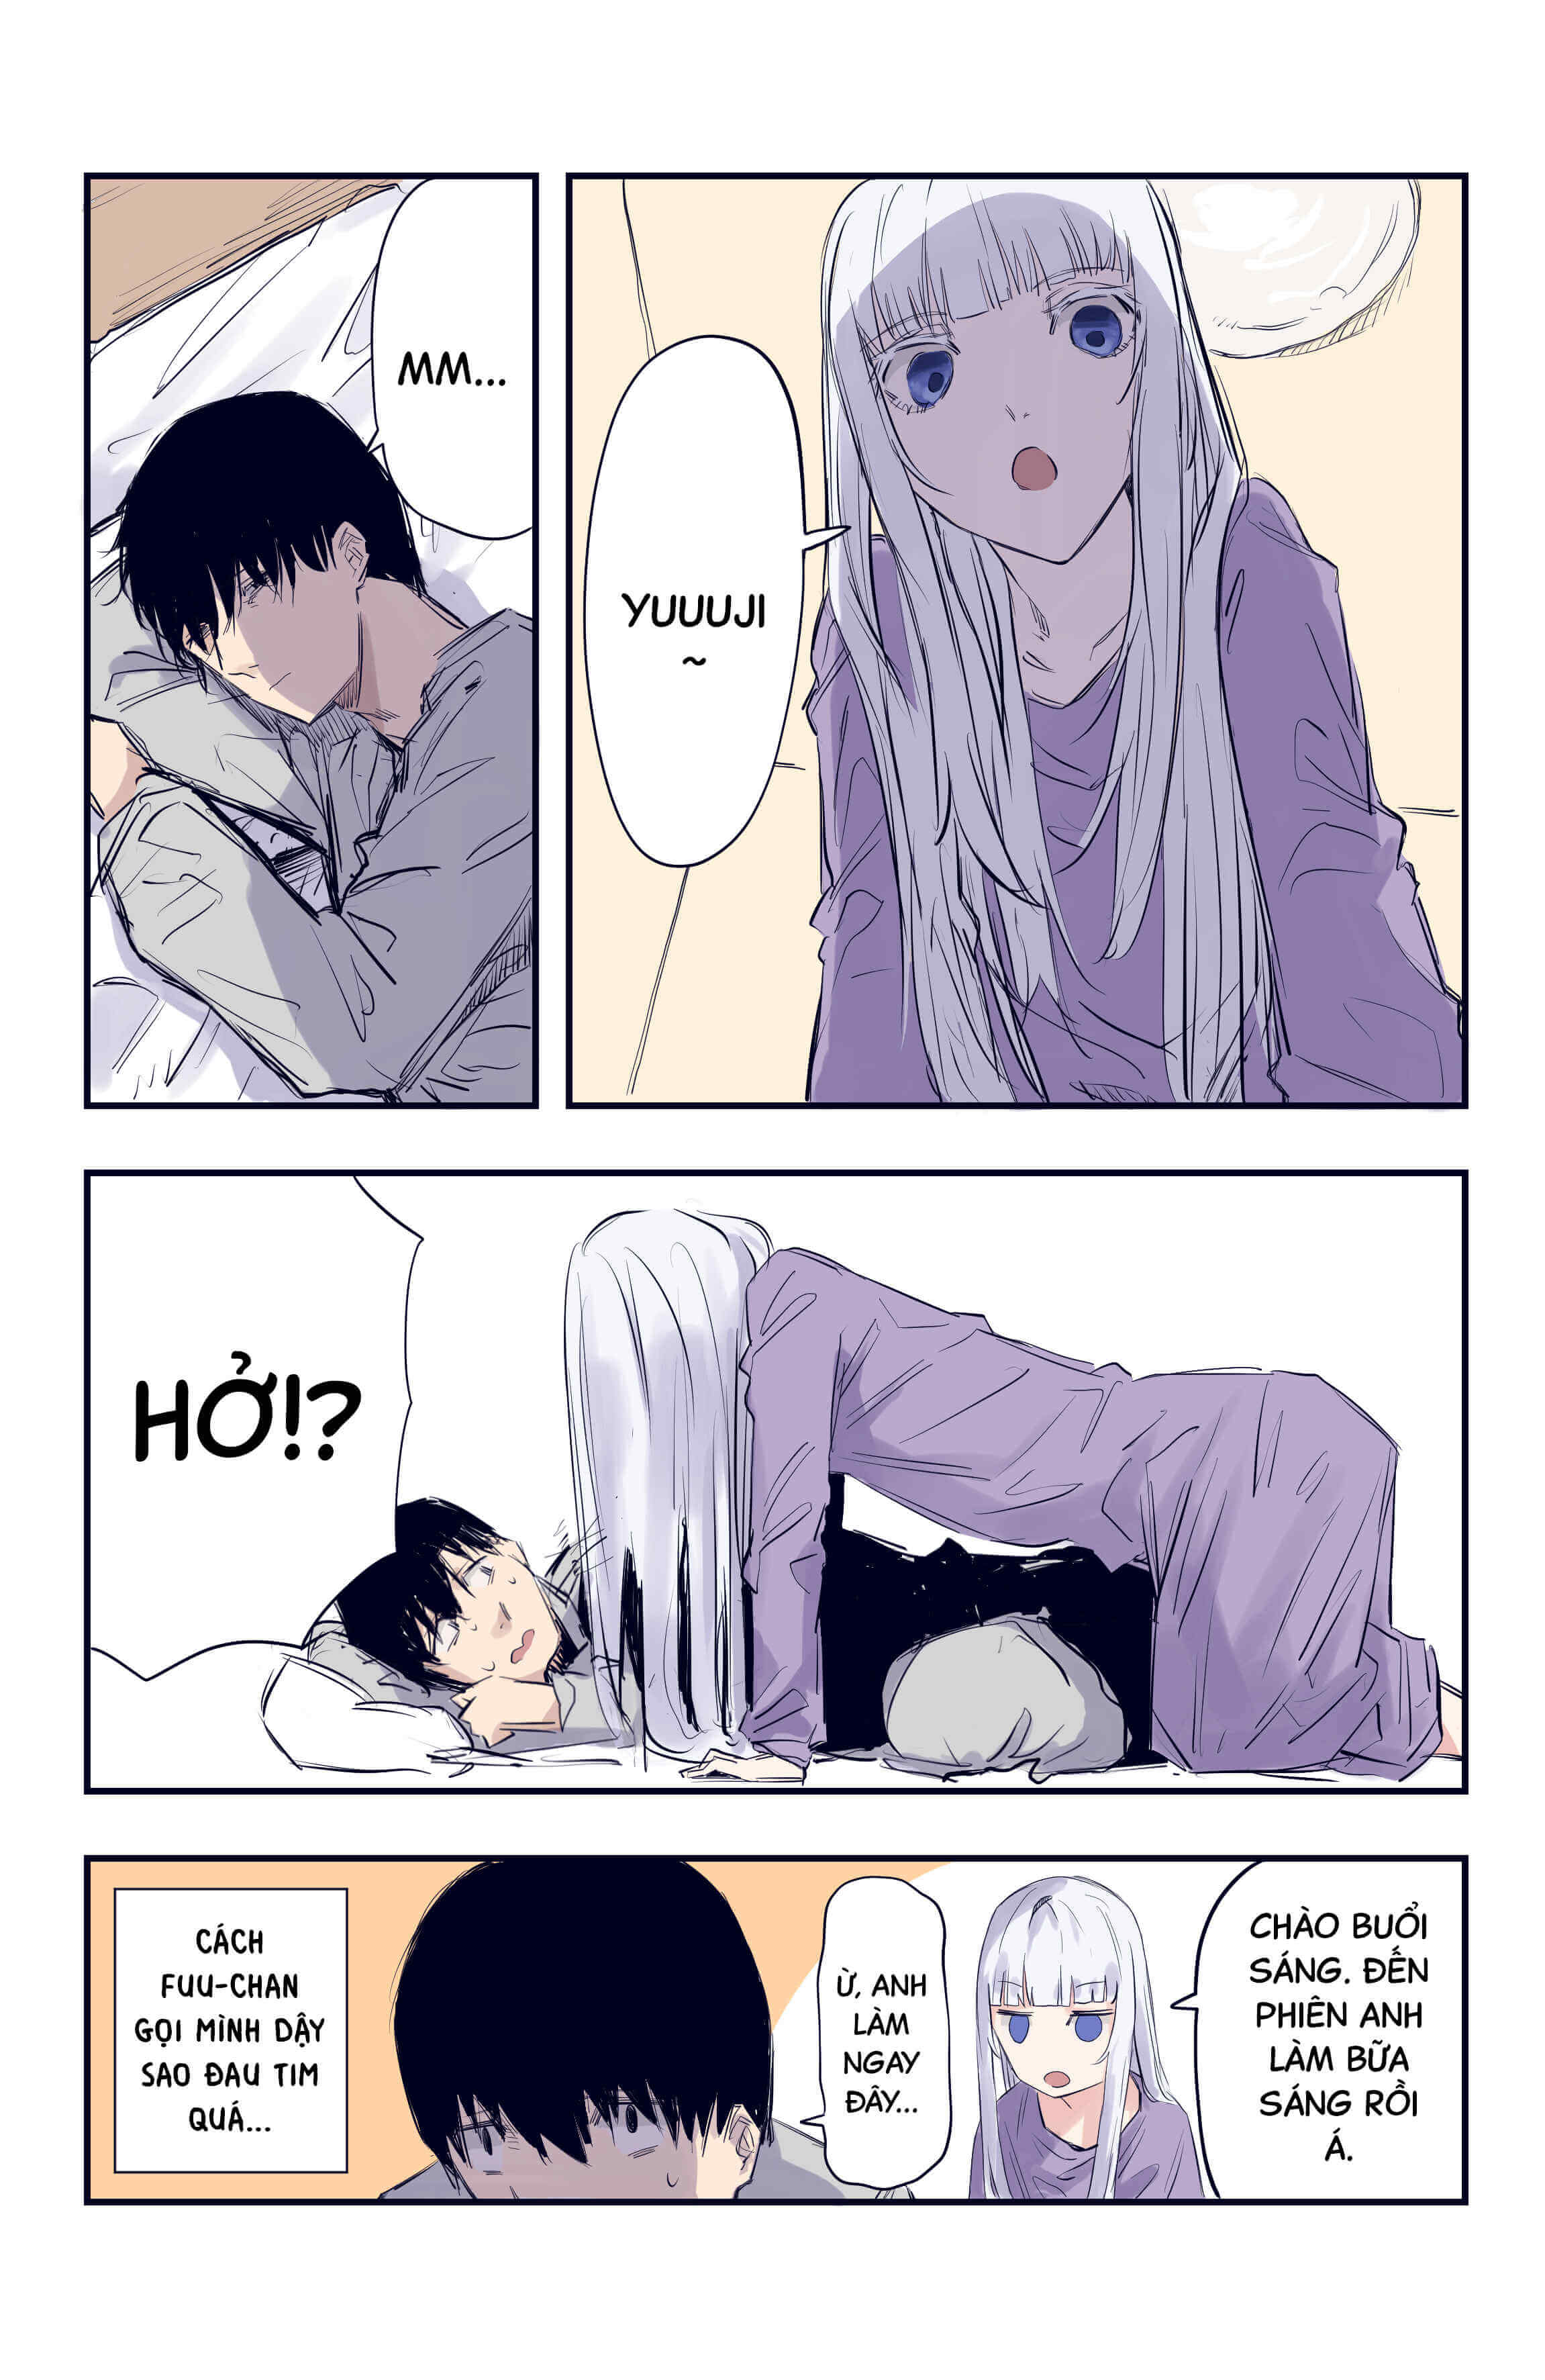 YUUUJI
~
MM...
HỞ!?
CHÀO BUỔI
SÁNG. ĐẾN
PHIÊN ANH
LÀM BỮA
SÁNG RỒI
Á.
Ừ, ANH
LÀM
NGAY
ĐÂY...
CÁCH
FUU-CHAN
GỌI MÌNH DẬY
SAO ĐAU TIM
QUÁ...